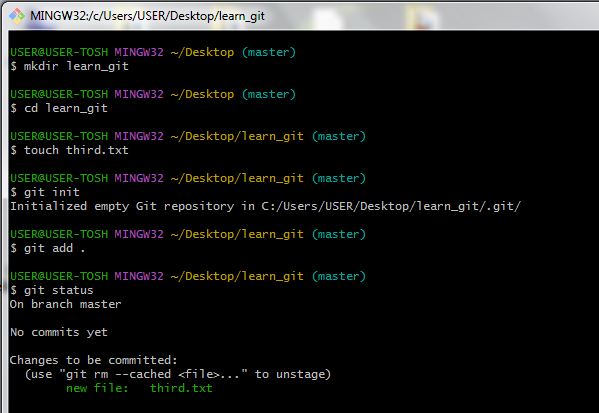 MINGW32:/c/Users/USER/Desktop/learn_git
USER@USER-TOSH MINGW32 ~/Desktop (master)
$ mkdir learn_git
USER@USER-TOSH MINGW32 ~/Desktop (master)
$ cd learn_git
USER@USER-TOSH MINGW32 ~/Desktop/learn_git (master)
$ touch third.txt
USER@USER-TOSH MINGW32 ~/Desktop/learn_git (master)
$ git init
Initialized empty Git repository in C:/Users/USER/Desktop/learn_git/.git/
USER@USER-TOSH MINGW32 ~/Desktop/learn_git (master)
$ git add .
USER@USER-TOSH MINGW32 ~/Desktop/learn_git (master)
$ git status
On branch master
No commits yet
Changes to be committed:
  (use "git rm --cached <file>..." to unstage)
        new file:   third.txt